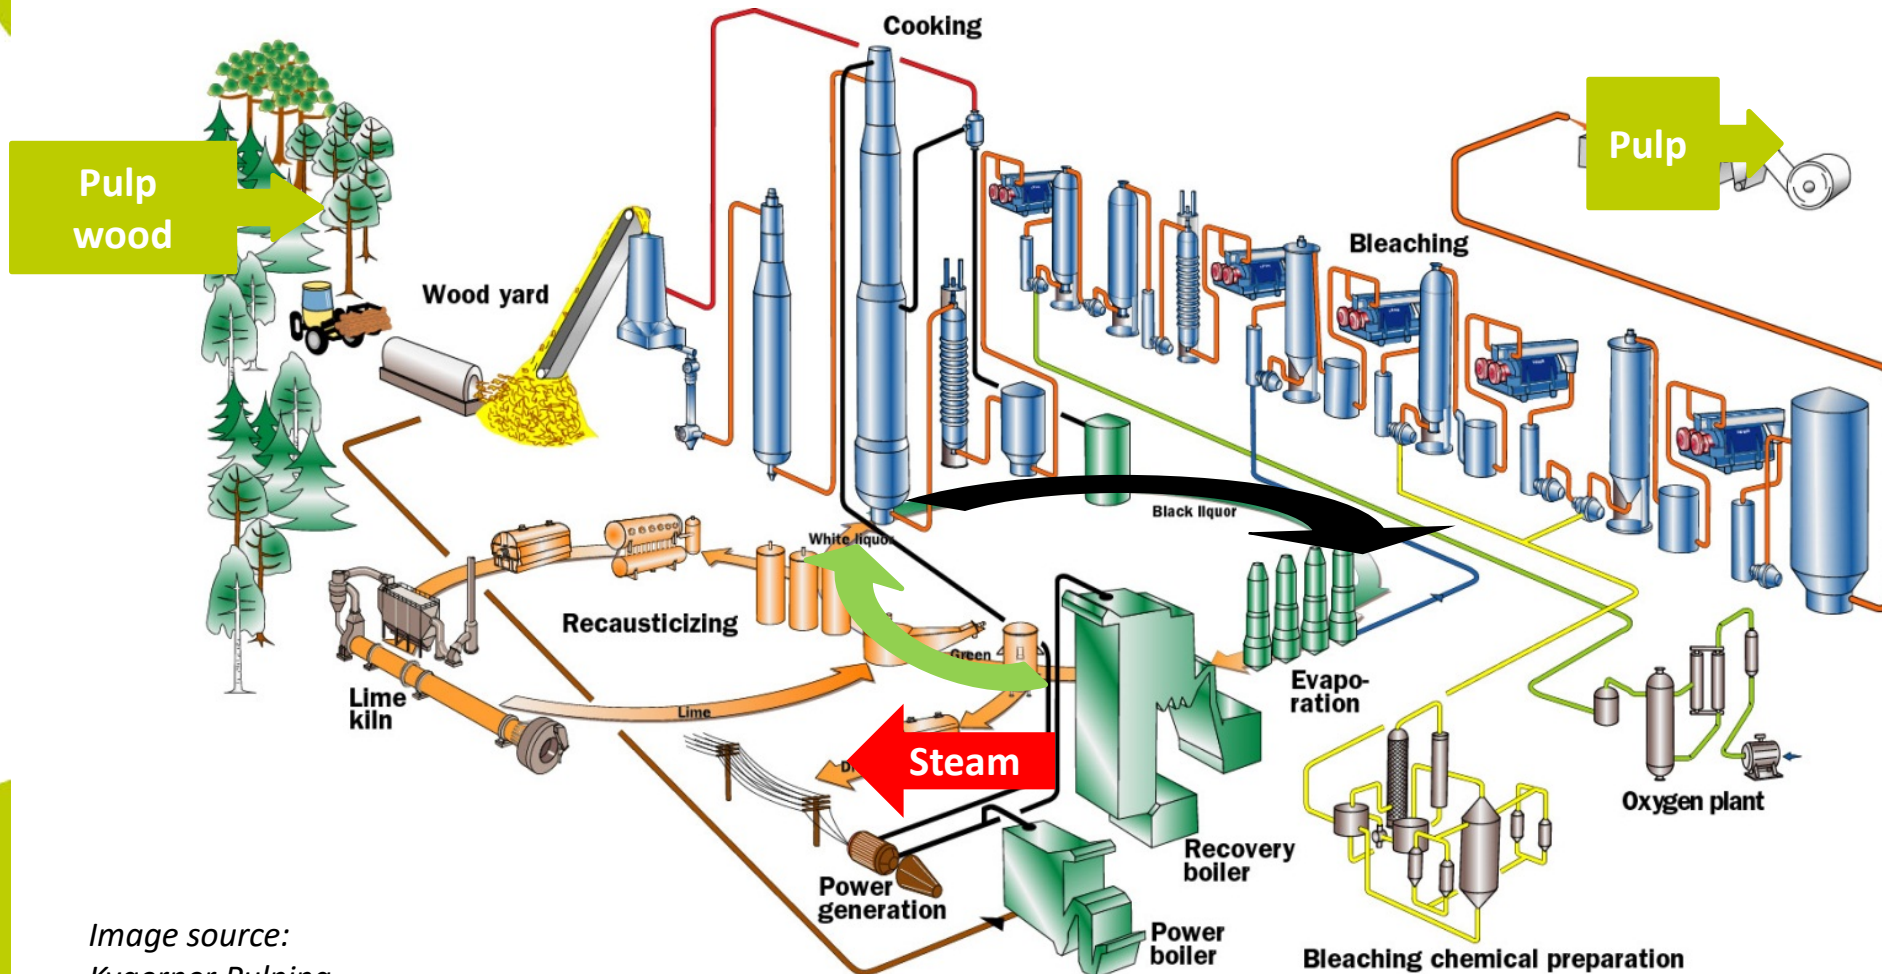 Cooking
Pulp
wood
Pulp
Wood yard
Bleaching
Black liquor
White liquor
Recausticizing
Green
Lime
kiln
Lime
Evapo-
ration
Steam
Oxygen plant
Recovery
boiler
Power
generation
Power
boiler
Bleaching chemical preparation
Image source: